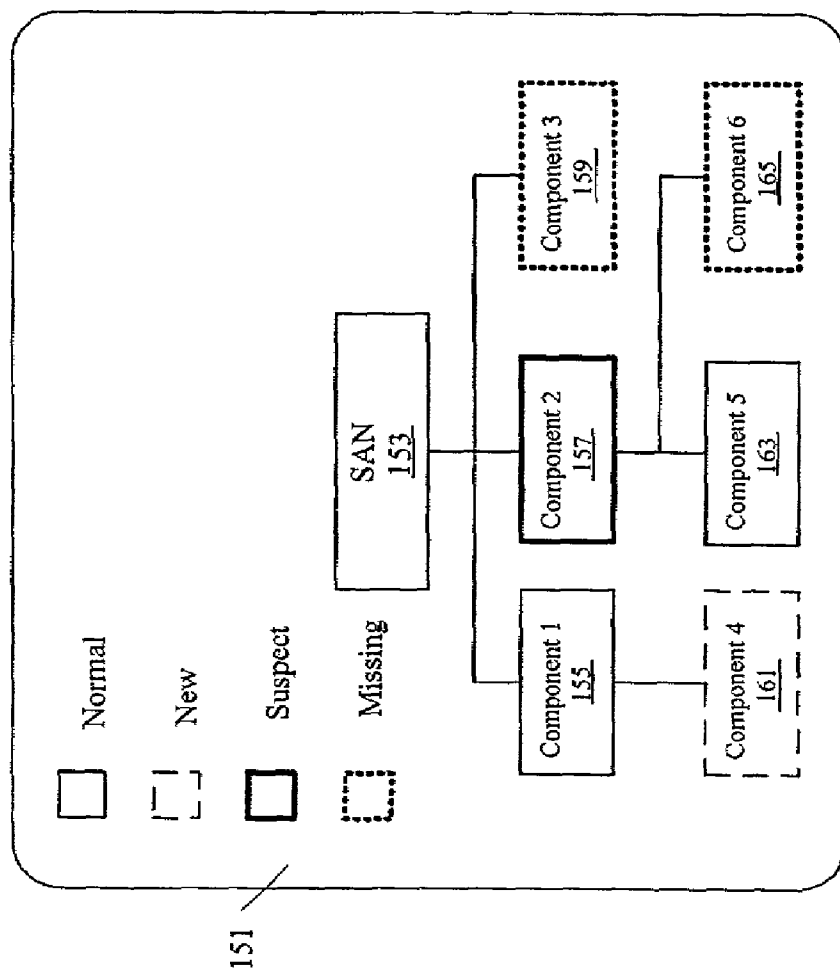 Normal
New
Suspect
Missing
SAN
153
Component 1
155
Component 2
157
Component 3
159
Component 4
161
Component 5
163
Component 6
165
151